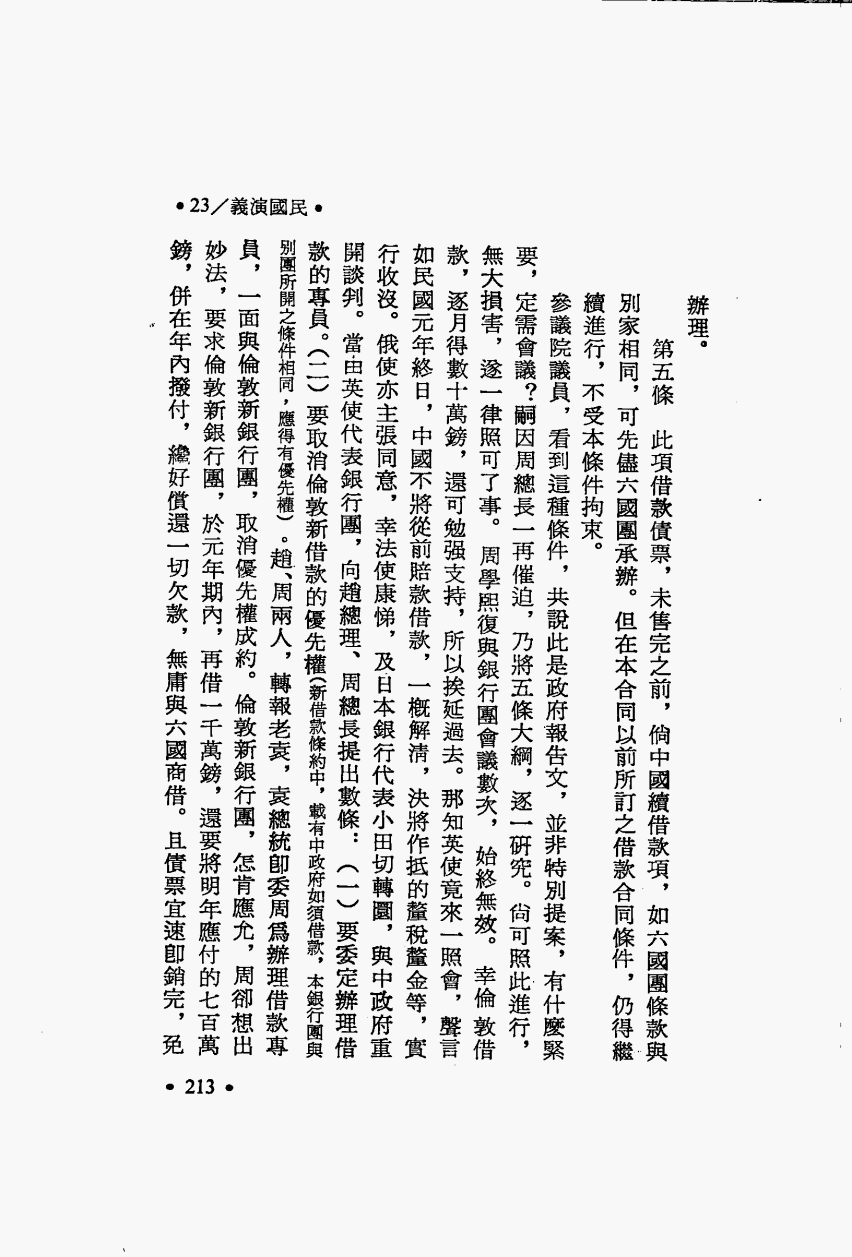 •23／義演國民•
辦理。
第五條　此項借款債票，未售完之前，倘中國續借款項，如六國團條款與
別家相同，可先儘六國團承辦。但在本合同以前所訂之借款合同條件，仍得繼
續進行，不受本條件拘束。
參議院議員，看到這種條件，共說此是政府報告文，並非特別提案，有什麼緊
要，定需會議？嗣因周總長一再催迫，乃將五條大綱，逐一研究。尙可照此進行，
無大損害，遂一律照可了事。周學熙復與銀行團會議數次，始終無效。幸倫敦借
款，逐月得數十萬鎊，還可勉强支持，所以挨延過去。那知英使竟來一照會，聲言
如民國元年終日，中國不將從前賠款借款，一概解清，決將作抵的釐稅釐金等，實
行收沒。俄使亦主張同意，幸法使康悌，及日本銀行代表小田切轉圜，與中政府重
開談判。當由英使代表銀行團，向趙總理、周總長提出數條：（一）要委定辦理借
款的專員。（二）要取消倫敦新借款的優先權（新借款條約中，載有中政府如須借款，本銀行團與
別團所開之條件相同，應得有優先權）。趙、周兩人，轉報老袁，袁總統卽委周爲辦理借款專
員，一面與倫敦新銀行團，取消優先權成約。倫敦新銀行團，怎肯應允，周卻想出
妙法，要求倫敦新銀行團，於元年期內，再借一千萬鎊，還要將明年應付的七百萬
鎊，併在年內撥付，纔好償還一切欠款，無庸與六國商借。且債票宜速卽銷完，免
•213•